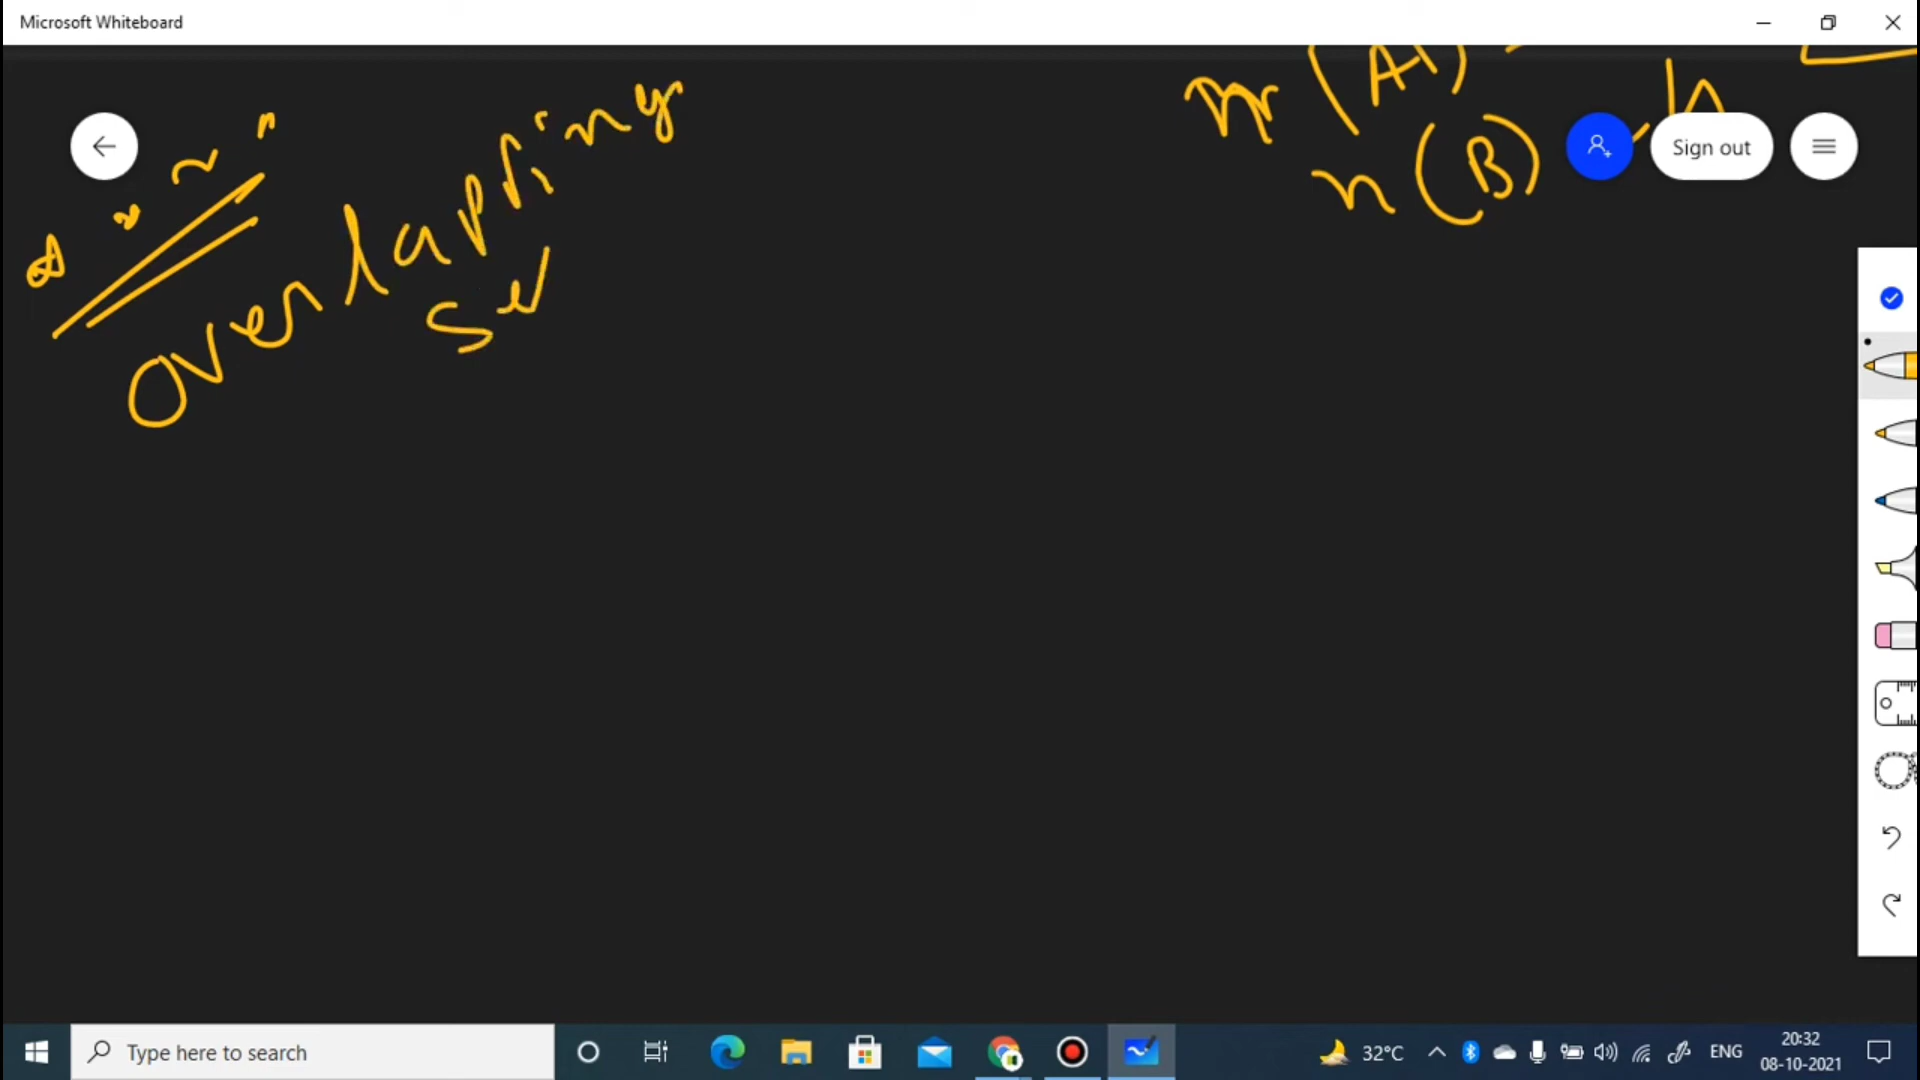 Microsoft Whiteboard
n(A) =
n(B)
Sign out
overlapping
set
Type here to search
32°C
ENG
20:32
08-10-2021